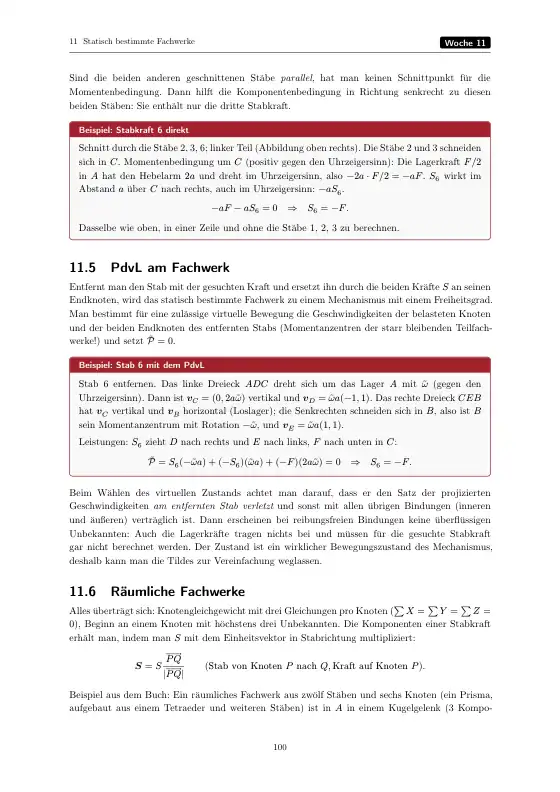 11 Statisch bestimmte Fachwerke
Woche 11
Sind die beiden anderen geschnittenen Stäbe parallel, hat man keinen Schnittpunkt für die
Momentenbedingung. Dann hilft die Komponentenbedingung in Richtung senkrecht zu diesen
beiden Stäben: Sie enthält nur die dritte Stabkraft.
Beispiel: Stabkraft 6 direkt
Schnitt durch die Stäbe 2, 3, 6; linker Teil (Abbildung oben rechts). Die Stäbe 2 und 3 schneiden
sich in C. Momentenbedingung um C (positiv gegen den Uhrzeigersinn): Die Lagerkraft F/2
in A hat den Hebelarm 2a und dreht im Uhrzeigersinn, also −2a · F/2 = −aF. S₆ wirkt im
Abstand a über C nach rechts, auch im Uhrzeigersinn: −aS₆.
−aF − aS₆ = 0 ⇒ S₆ = −F.
Dasselbe wie oben, in einer Zeile und ohne die Stäbe 1, 2, 3 zu berechnen.
11.5 PdvL am Fachwerk
Entfernt man den Stab mit der gesuchten Kraft und ersetzt ihn durch die beiden Kräfte S an seinen
Endknoten, wird das statisch bestimmte Fachwerk zu einem Mechanismus mit einem Freiheitsgrad.
Man bestimmt für eine zulässige virtuelle Bewegung die Geschwindigkeiten der belasteten Knoten
und der beiden Endknoten des entfernten Stabs (Momentanzentren der starr bleibenden Teilfach-
werke!) und setzt P̃ = 0.
Beispiel: Stab 6 mit dem PdvL
Stab 6 entfernen. Das linke Dreieck ADC dreht sich um das Lager A mit ω̃ (gegen den
Uhrzeigersinn). Dann ist v_C = (0, 2aω̃) vertikal und v_D = ω̃a(−1, 1). Das rechte Dreieck CEB
hat v_C vertikal und v_B horizontal (Loslager); die Senkrechten schneiden sich in B, also ist B
sein Momentanzentrum mit Rotation −ω̃, und v_E = ω̃a(1, 1).
Leistungen: S₆ zieht D nach rechts und E nach links, F nach unten in C:
P̃ = S₆(−ω̃a) + (−S₆)(ω̃a) + (−F)(2aω̃) = 0 ⇒ S₆ = −F.
Beim Wählen des virtuellen Zustands achtet man darauf, dass er den Satz der projizierten
Geschwindigkeiten am entfernten Stab verletzt und sonst mit allen übrigen Bindungen (inneren
und äußeren) verträglich ist. Dann erscheinen bei reibungsfreien Bindungen keine überflüssigen
Unbekannten: Auch die Lagerkräfte tragen nichts bei und müssen für die gesuchte Stabkraft
gar nicht berechnet werden. Der Zustand ist ein wirklicher Bewegungszustand des Mechanismus,
deshalb kann man die Tildes zur Vereinfachung weglassen.
11.6 Räumliche Fachwerke
Alles überträgt sich: Knotengleichgewicht mit drei Gleichungen pro Knoten (∑ X = ∑ Y = ∑ Z =
0), Beginn an einem Knoten mit höchstens drei Unbekannten. Die Komponenten einer Stabkraft
erhält man, indem man S mit dem Einheitsvektor in Stabrichtung multipliziert:
S = S P̅Q̅ / |P̅Q̅| (Stab von Knoten P nach Q, Kraft auf Knoten P).
Beispiel aus dem Buch: Ein räumliches Fachwerk aus zwölf Stäben und sechs Knoten (ein Prisma,
aufgebaut aus einem Tetraeder und weiteren Stäben) ist in A in einem Kugelgelenk (3 Kompo-
100